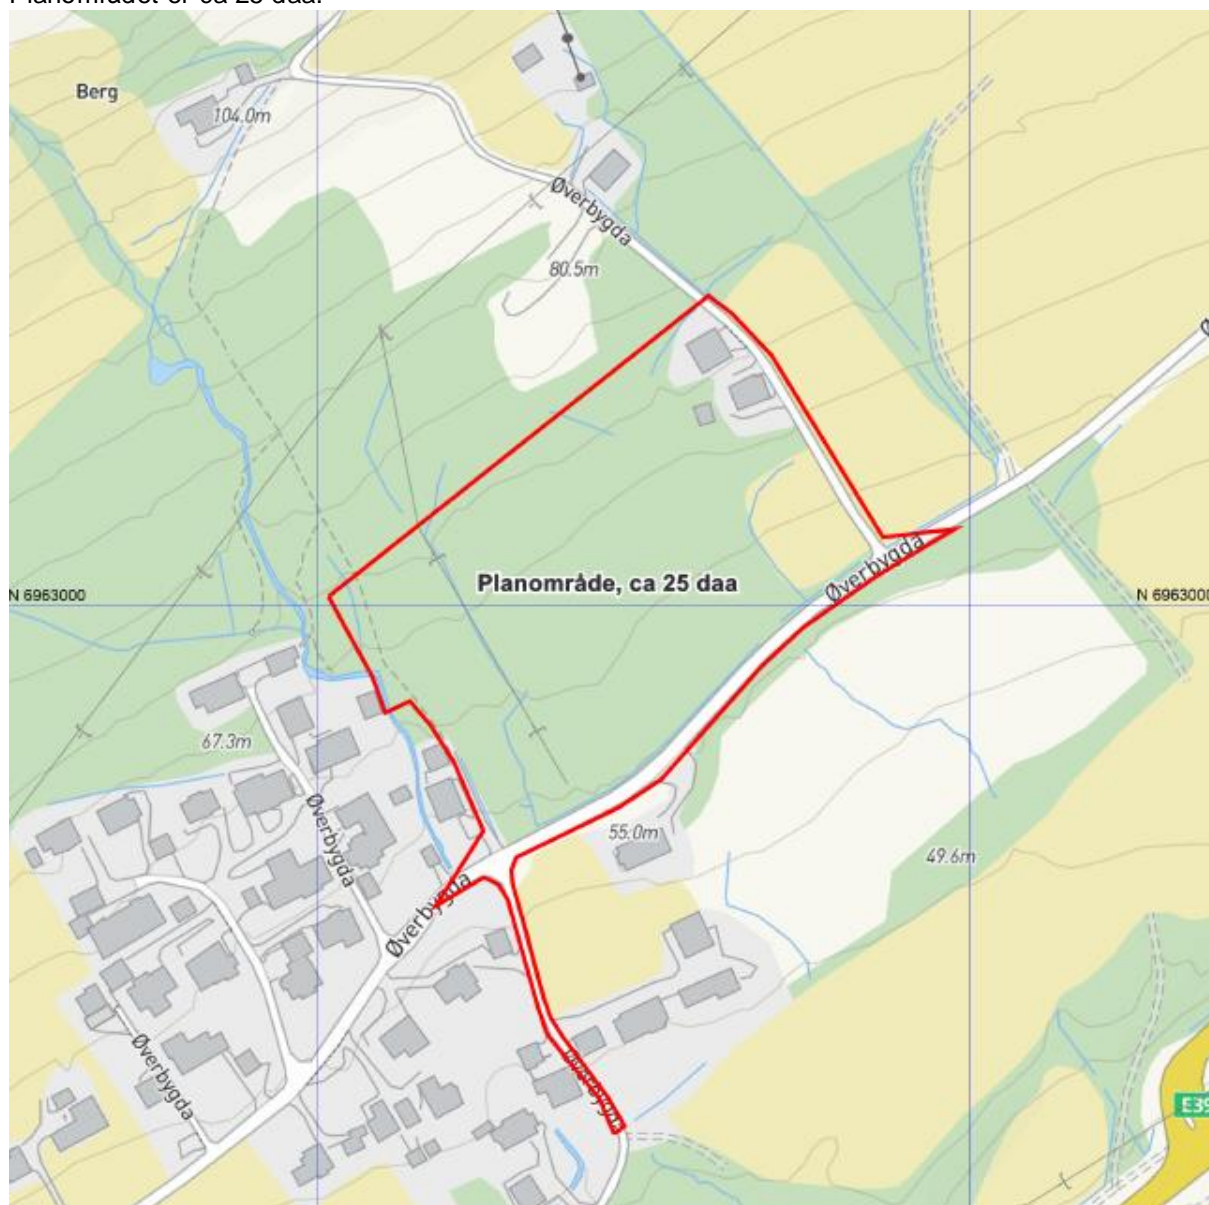 Planområdet er ca 25 daa.
Berg
104.0m
Øverbygda
80.5m
Planområde, ca 25 daa
Øverbygda
N 6963000
N 6963000
67.3m
Øverbygda
55.0m
49.6m
Øverbygda
Øverbygda
Øverbygda
E39